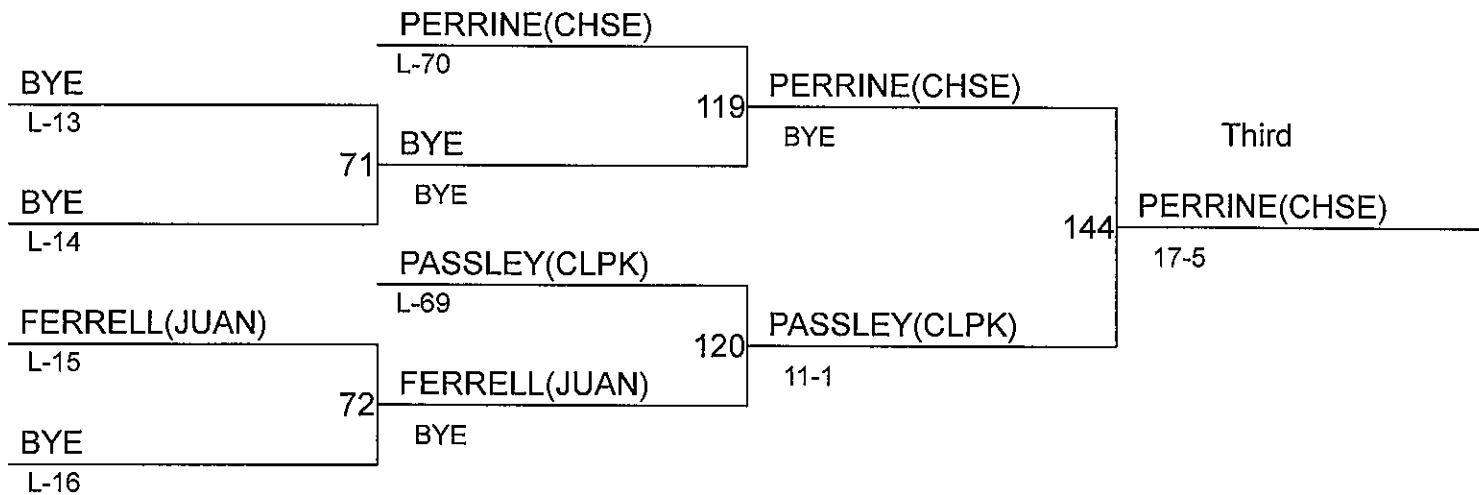 PERRINE(CHSE)
L-70
BYE
L-13
119
PERRINE(CHSE)
BYE
Third
71
BYE
BYE
BYE
L-14
144
PERRINE(CHSE)
17-5
PASSLEY(CLPK)
L-69
FERRELL(JUAN)
L-15
120
PASSLEY(CLPK)
11-1
72
FERRELL(JUAN)
BYE
BYE
L-16